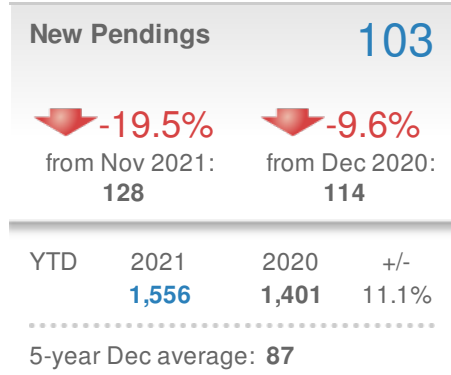 New Pendings 103
-19.5% -9.6%
from Nov 2021: from Dec 2020:
128 114
YTD 2021 2020 +/-
1,556 1,401 11.1%
5-year Dec average: 87